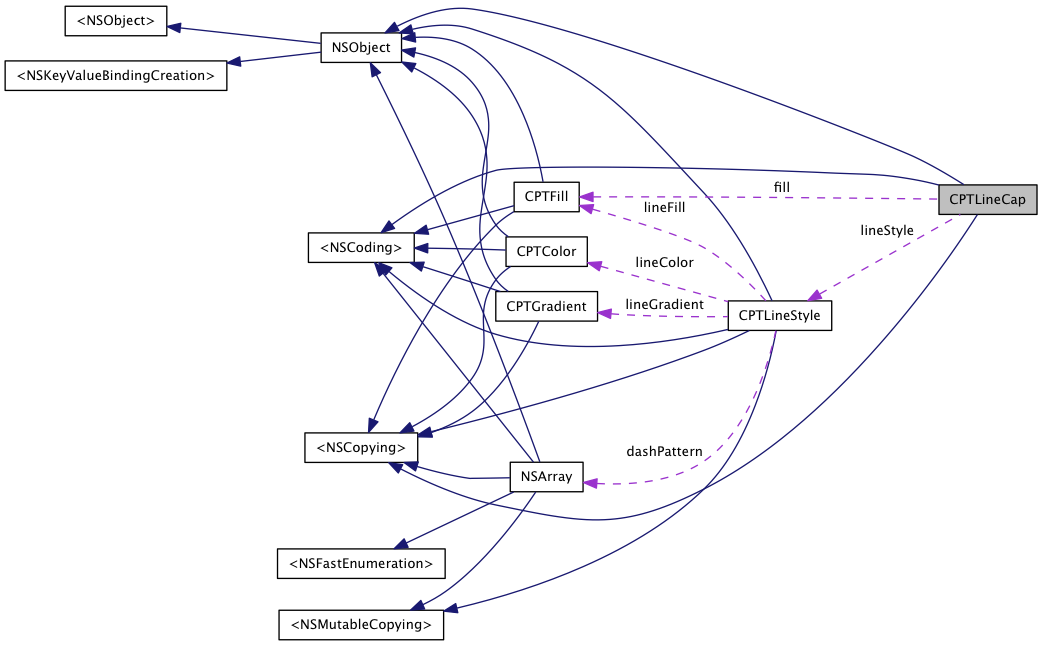 <NSObject>
NSObject
<NSKeyValueBindingCreation>
CPTFill
fill
CPTLineCap
lineFill
lineStyle
<NSCoding>
CPTColor
lineColor
CPTGradient
lineGradient
CPTLineStyle
<NSCopying>
dashPattern
NSArray
<NSFastEnumeration>
<NSMutableCopying>